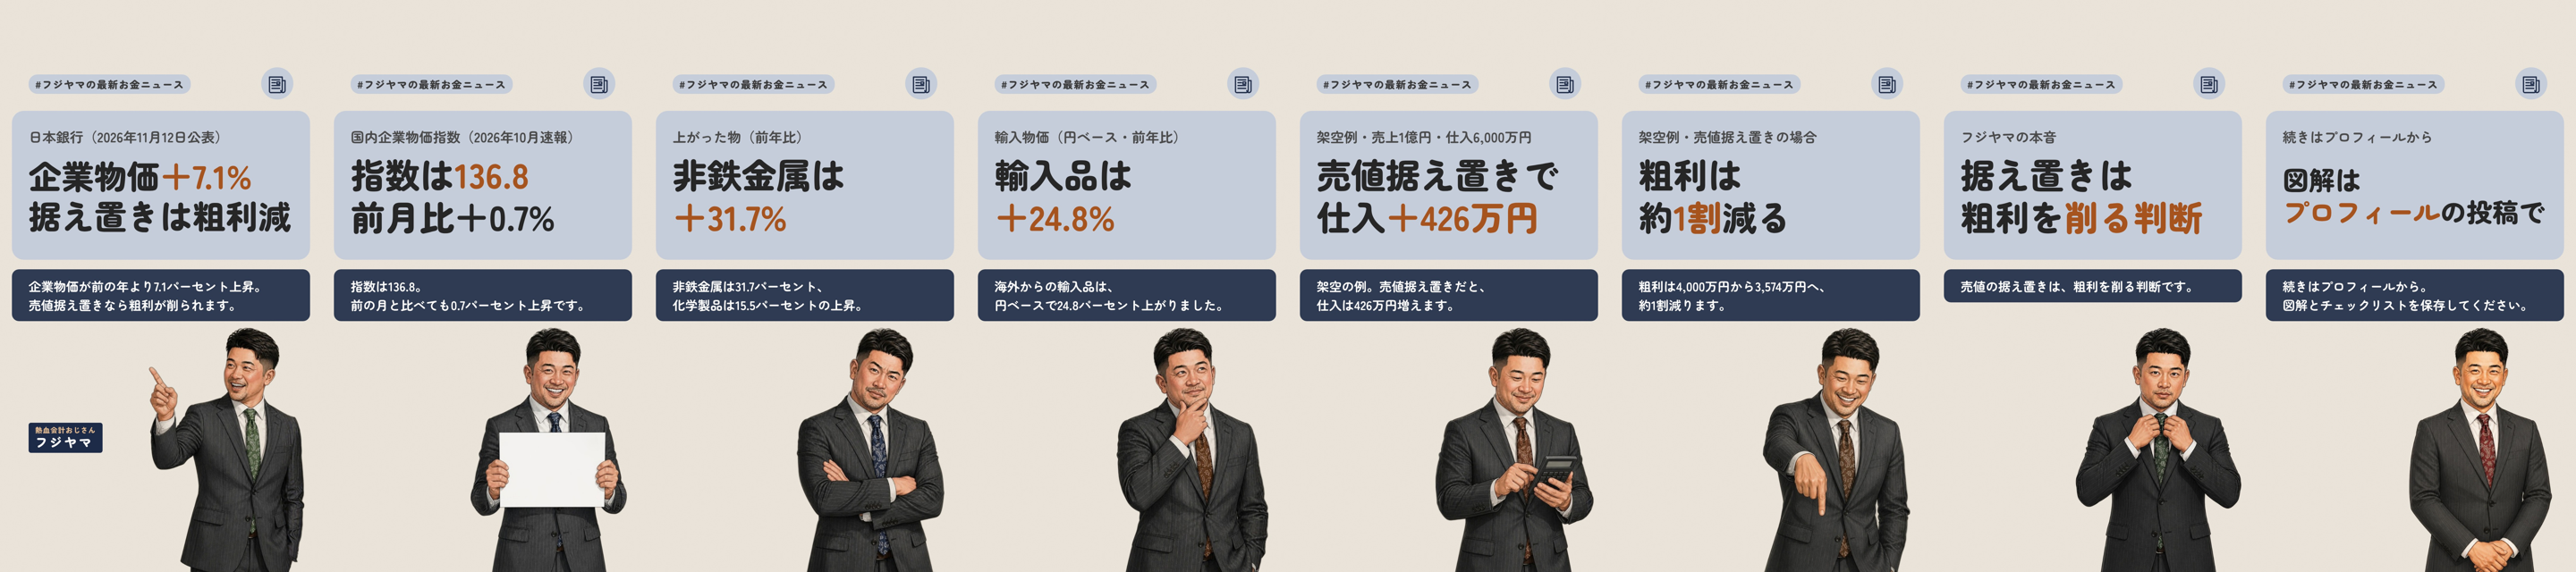 #フジヤマの最新お金ニュース
日本銀行（2026年11月12日公表）
企業物価＋7.1%
据え置きは粗利減
企業物価が前の年より7.1パーセント上昇。
売値据え置きなら粗利が削られます。
熱血会計おじさん
フジヤマ
#フジヤマの最新お金ニュース
国内企業物価指数（2026年10月速報）
指数は136.8
前月比＋0.7%
指数は136.8。
前の月と比べても0.7パーセント上昇です。
#フジヤマの最新お金ニュース
上がった物（前年比）
非鉄金属は
＋31.7%
非鉄金属は31.7パーセント、
化学製品は15.5パーセントの上昇。
#フジヤマの最新お金ニュース
輸入物価（円ベース・前年比）
輸入品は
＋24.8%
海外からの輸入品は、
円ベースで24.8パーセント上がりました。
#フジヤマの最新お金ニュース
架空例・売上1億円・仕入6,000万円
売値据え置きで
仕入＋426万円
架空の例。売値据え置きだと、
仕入は426万円増えます。
#フジヤマの最新お金ニュース
架空例・売値据え置きの場合
粗利は
約1割減る
粗利は4,000万円から3,574万円へ、
約1割減ります。
#フジヤマの最新お金ニュース
フジヤマの本音
据え置きは
粗利を削る判断
売値の据え置きは、粗利を削る判断です。
#フジヤマの最新お金ニュース
続きはプロフィールから
図解は
プロフィールの投稿で
続きはプロフィールから。
図解とチェックリストを保存してください。